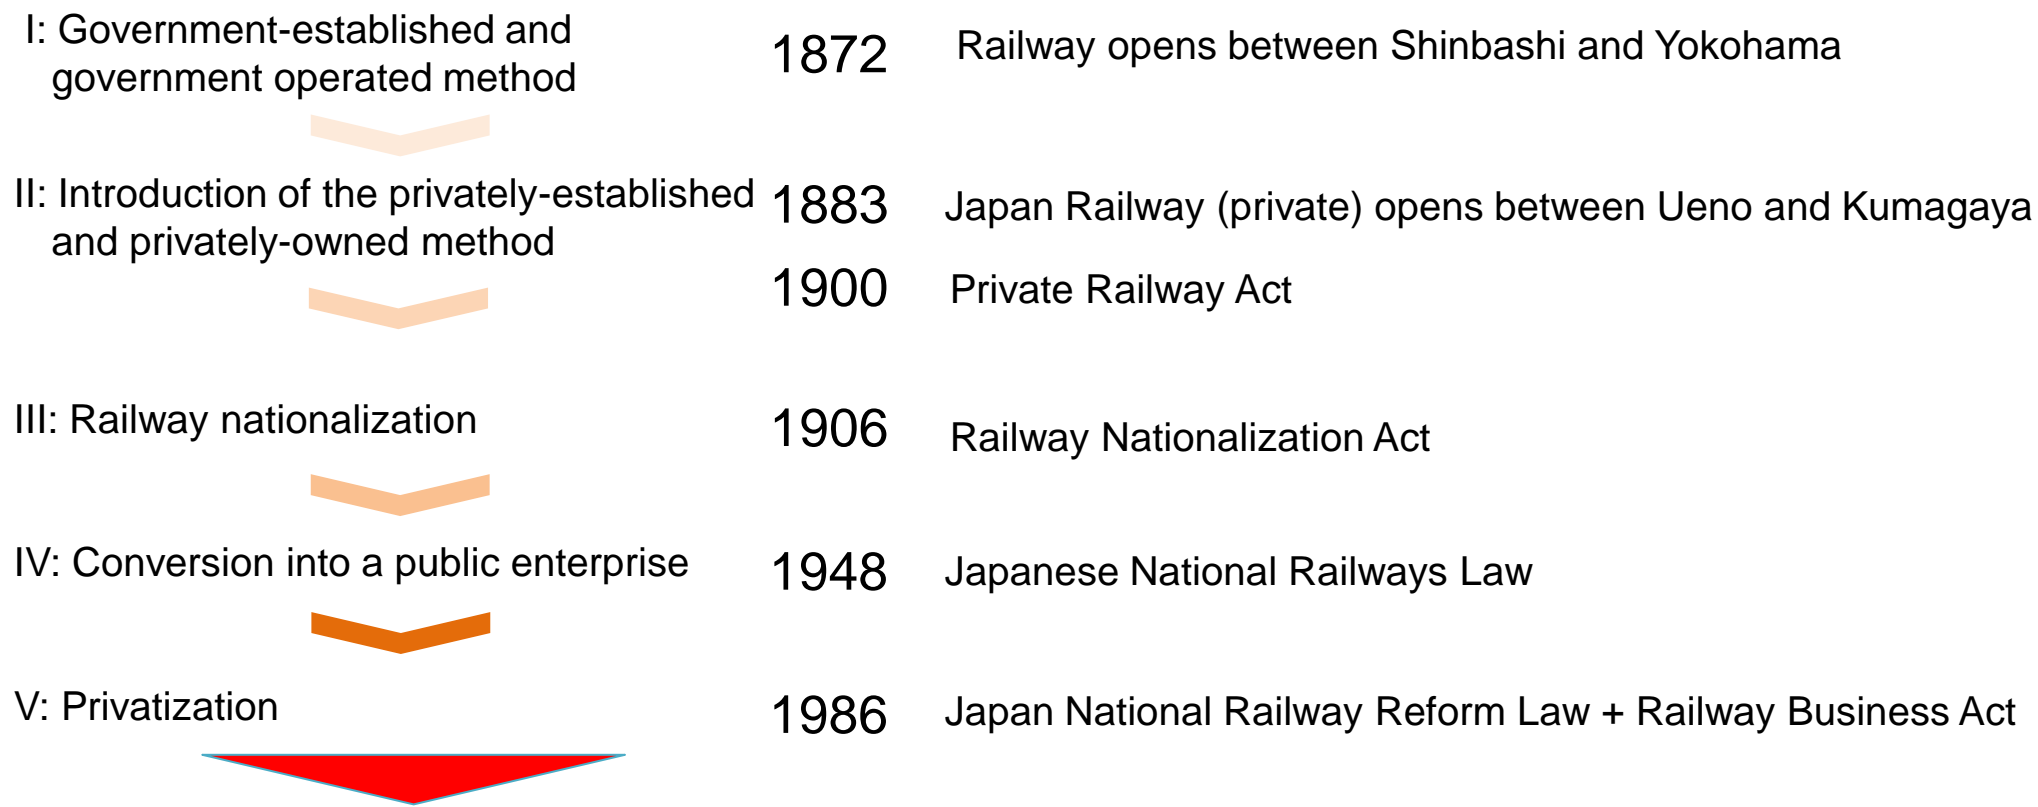 I: Government-established and
government operated method
1872 Railway opens between Shinbashi and Yokohama
II: Introduction of the privately-established
and privately-owned method
1883 Japan Railway (private) opens between Ueno and Kumagaya
1900 Private Railway Act
III: Railway nationalization
1906 Railway Nationalization Act
IV: Conversion into a public enterprise
1948 Japanese National Railways Law
V: Privatization
1986 Japan National Railway Reform Law + Railway Business Act